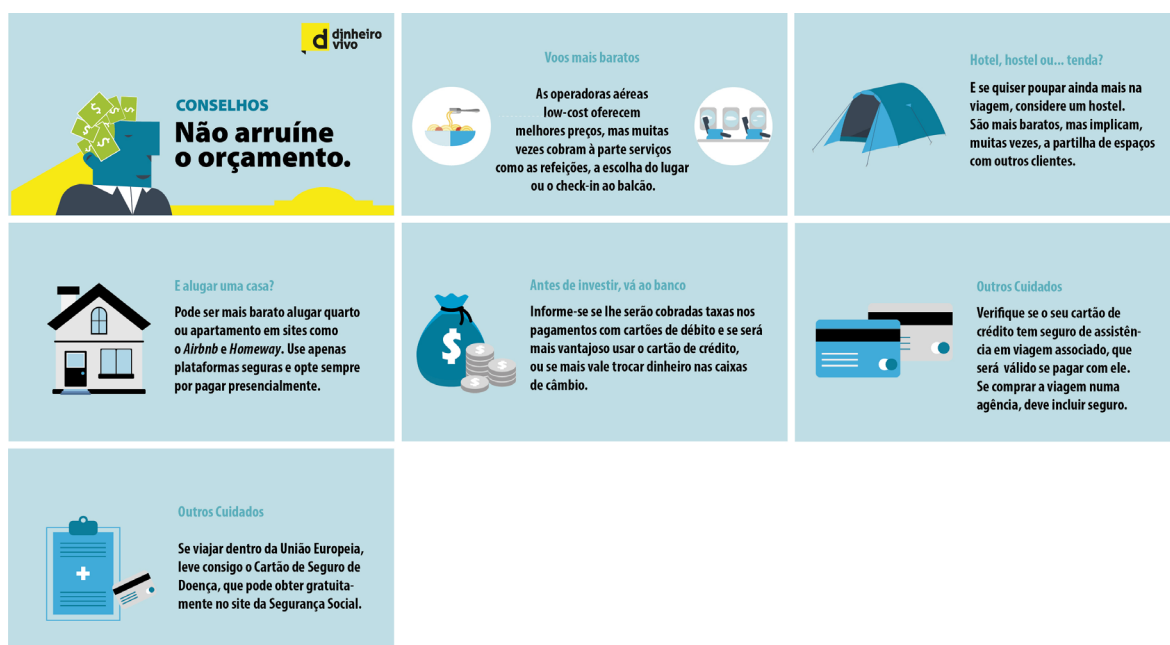 dinheiro
vivo
CONSELHOS
Não arruíne
o orçamento.
Voos mais baratos
As operadoras aéreas
low-cost oferecem
melhores preços, mas muitas
vezes cobram à parte serviços
como as refeições, a escolha do lugar
ou o check-in ao balcão.
Hotel, hostel ou... tenda?
E se quiser poupar ainda mais na
viagem, considere um hostel.
São mais baratos, mas implicam,
muitas vezes, a partilha de espaços
com outros clientes.
E alugar uma casa?
Pode ser mais barato alugar quarto
ou apartamento em sites como
o Airbnb e Homeway. Use apenas
plataformas seguras e opte sempre
por pagar presencialmente.
Antes de investir, vá ao banco
Informe-se se lhe serão cobradas taxas nos
pagamentos com cartões de débito e se será
mais vantajoso usar o cartão de crédito,
ou se mais vale trocar dinheiro nas caixas
de câmbio.
Outros Cuidados
Verifique se o seu cartão de
crédito tem seguro de assistên-
cia em viagem associado, que
será válido se pagar com ele.
Se comprar a viagem numa
agência, deve incluir seguro.
Outros Cuidados
Se viajar dentro da União Europeia,
leve consigo o Cartão de Seguro de
Doença, que pode obter gratuita-
mente no site da Segurança Social.